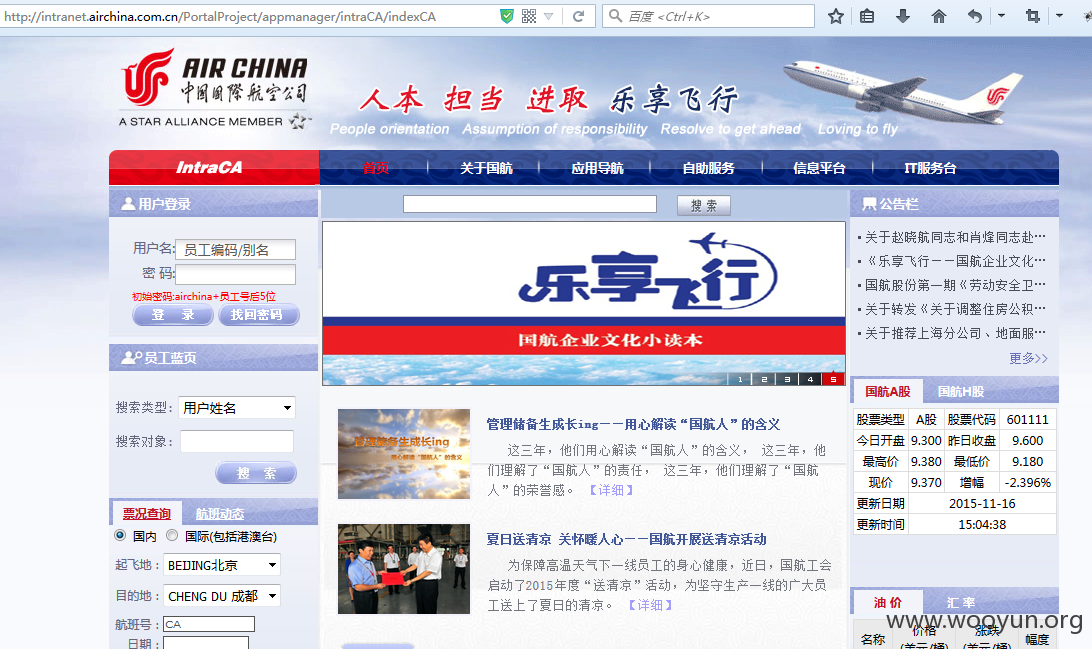 http://intranet.airchina.com.cn/PortalProject/appmanager/intraCA/indexCA
百度 <Ctrl+K>
AIR CHINA
中國國際航空公司
A STAR ALLIANCE MEMBER
人本 担当 进取 乐享飞行
People orientation Assumption of responsibility Resolve to get ahead Loving to fly
IntraCA
首页 关于国航 应用导航 自助服务 信息平台 IT服务台
用户登录
用户名: 员工编码/别名
密 码:
初始密码:airchina+员工号后5位
登 录 找回密码
员工蓝页
搜索类型: 用户姓名
搜索对象:
搜 索
票况查询 航班动态
国内 国际(包括港澳台)
起飞地: BEIJING北京
目的地: CHENG DU 成都
航班号: CA
日期:
搜 索
乐享飞行
国航企业文化小读本
1 2 3 4 5
管理储备生成长ing
用心解读“国航人”的含义
管理储备生成长ing——用心解读“国航人”的含义
这三年，他们用心解读“国航人”的含义， 这三年，他
们理解了“国航人”的责任， 这三年，他们理解了“国航
人”的荣誉感。 【详细】
夏日送清凉 关怀暖人心——国航开展送清凉活动
为保障高温天气下一线员工的身心健康，近日，国航工会
启动了2015年度“送清凉”活动，为坚守生产一线的广大员
工送上了夏日的清凉。 【详细】
公告栏
关于赵晓航同志和肖烽同志赴…
《乐享飞行——国航企业文化…
国航股份第一期《劳动安全卫…
关于转发《关于调整住房公积…
关于推荐上海分公司、地面服…
更多>>
国航A股 国航H股
股票类型 A股 股票代码 601111
今日开盘 9.300 昨日收盘 9.600
最高价 9.380 最低价 9.180
现价 9.370 增幅 -2.396%
更新日期 2015-11-16
更新时间 15:04:38
油 价 汇 率
名称 价格 涨跌 幅度
(美元/桶) (美元/桶)
www.wooyun.org